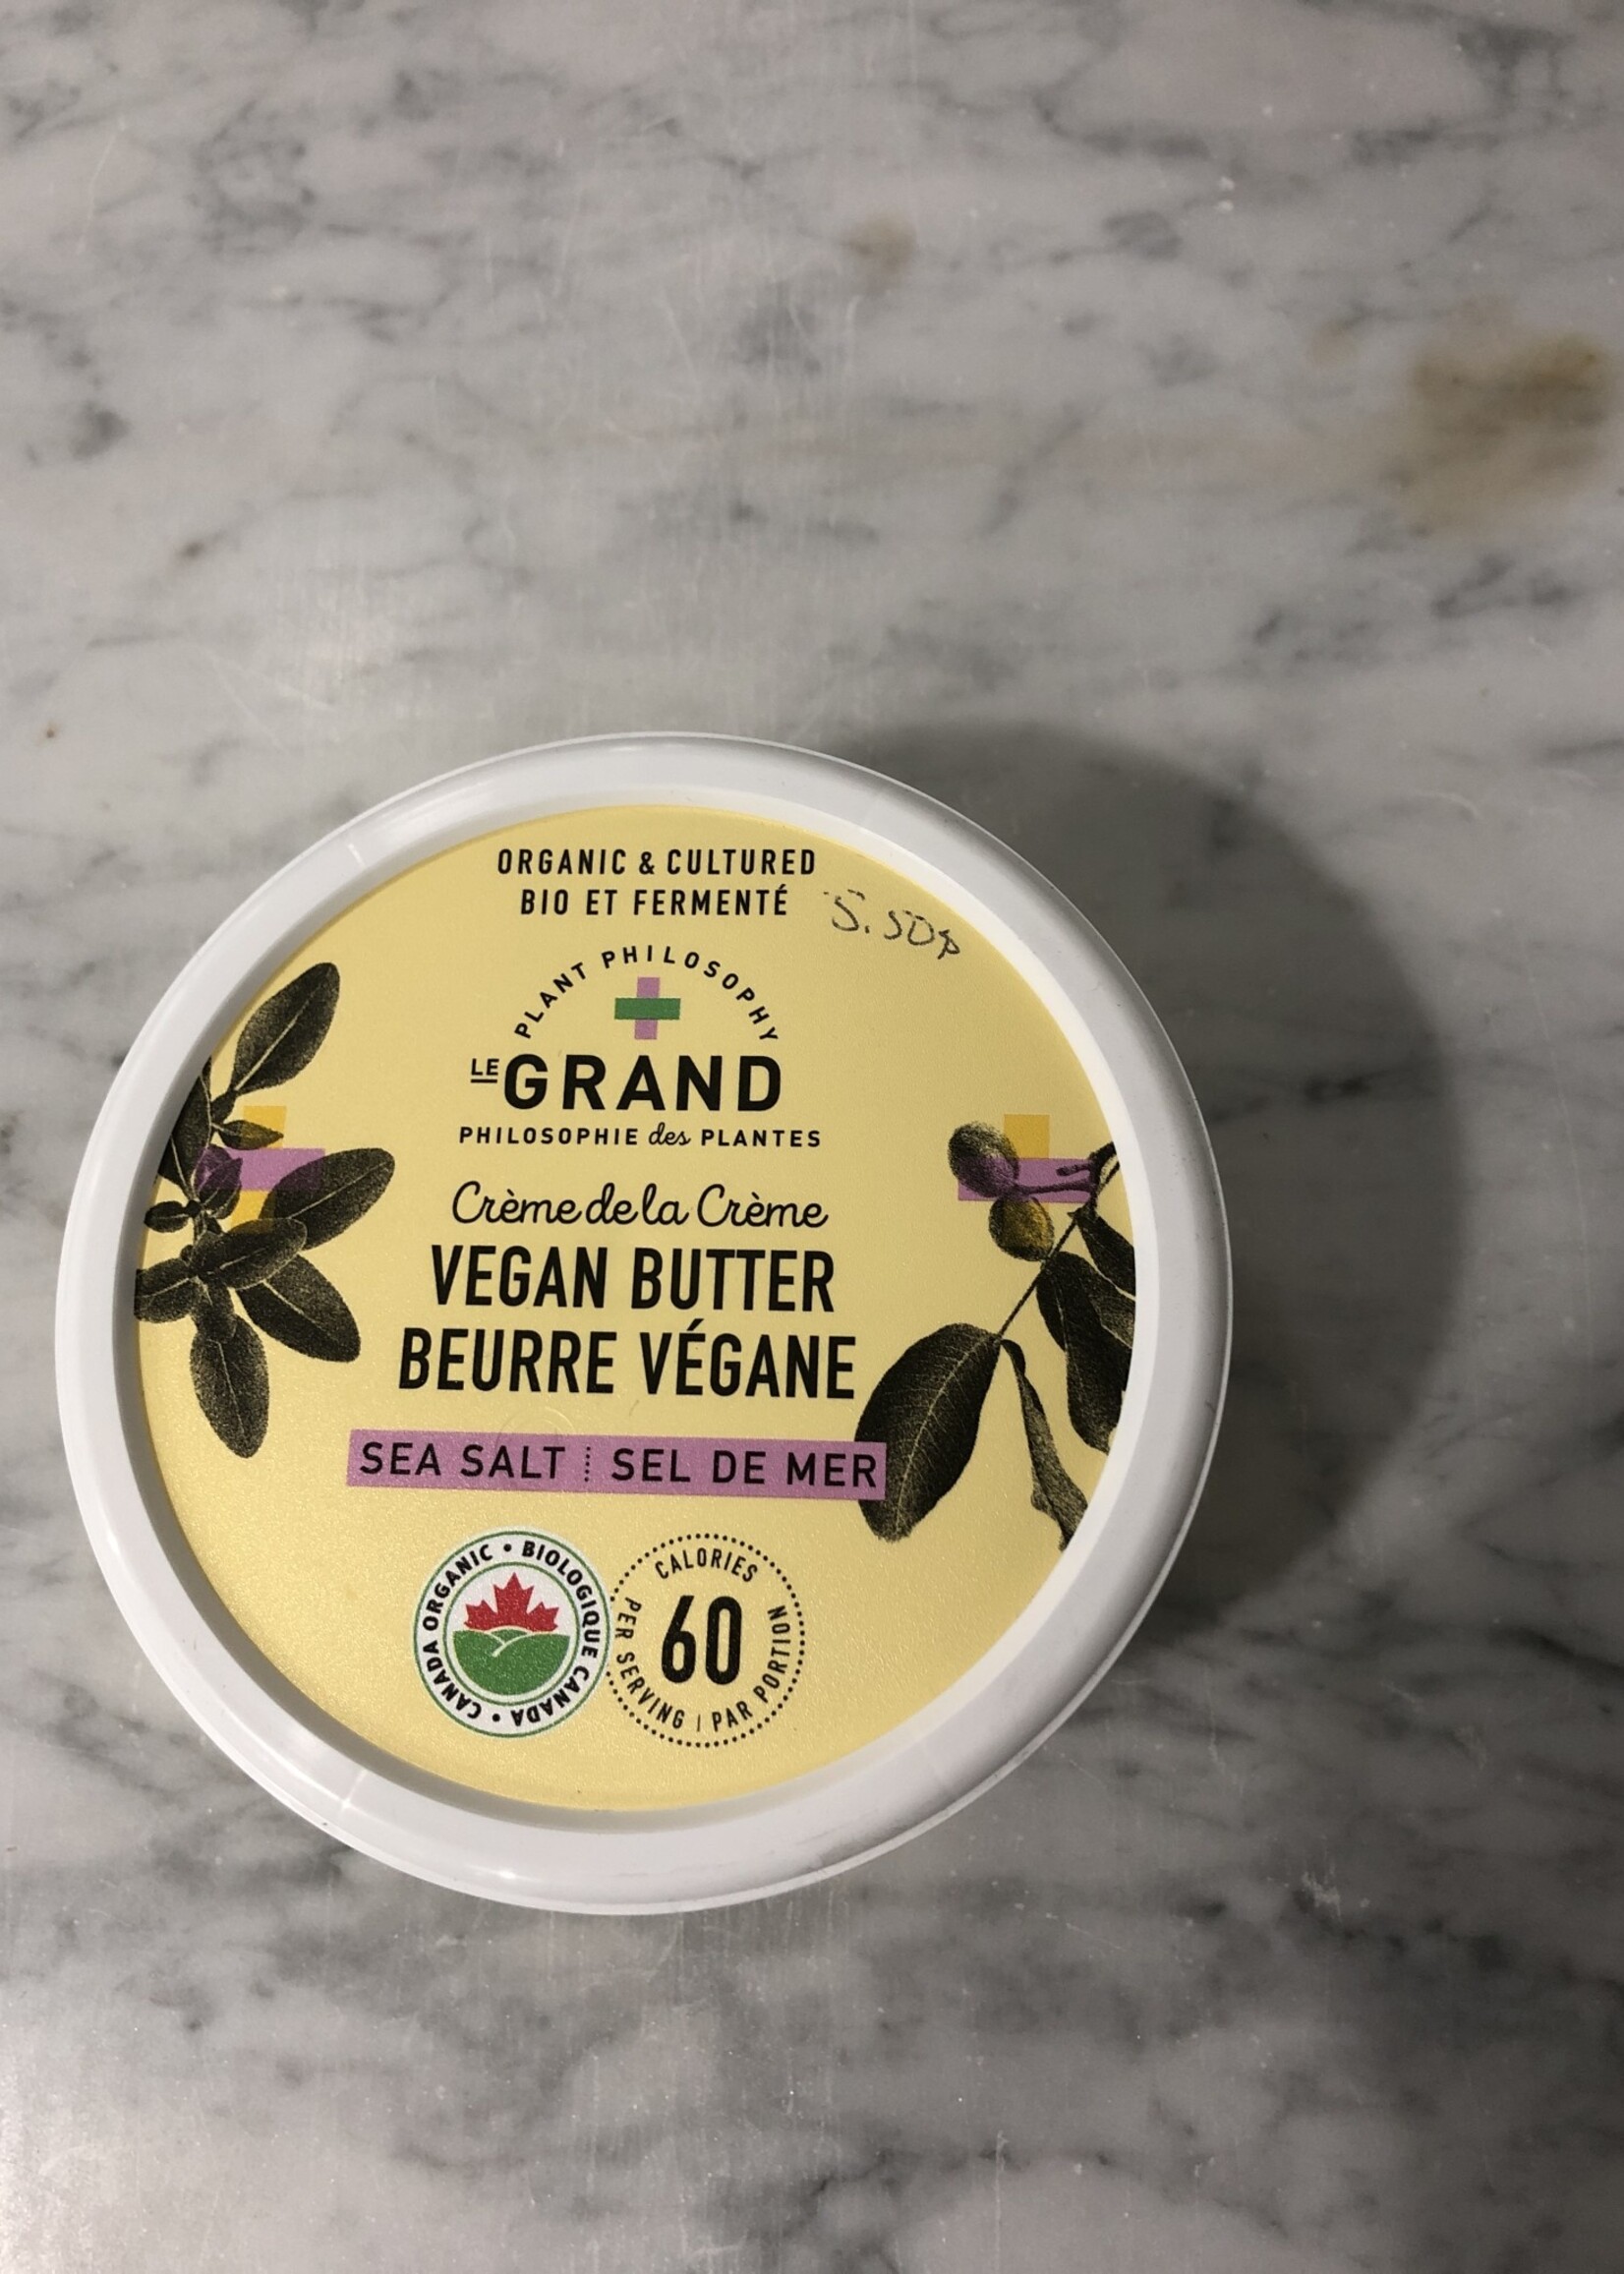 ORGANIC & CULTURED
BIO ET FERMENTÉ
5.50$
PLANT PHILOSOPHY
LE GRAND
PHILOSOPHIE des PLANTES
Crème de la Crème
VEGAN BUTTER
BEURRE VÉGANE
SEA SALT SEL DE MER
CANADA ORGANIC • BIOLOGIQUE CANADA •
CALORIES
60
PER SERVING | PAR PORTION